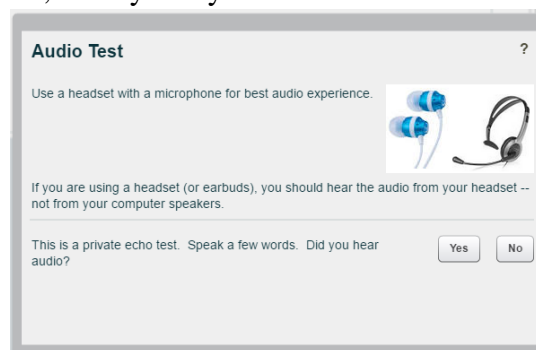 Audio Test
?
Use a headset with a microphone for best audio experience.
If you are using a headset (or earbuds), you should hear the audio from your headset --
not from your computer speakers.
This is a private echo test. Speak a few words. Did you hear
audio?
Yes
No